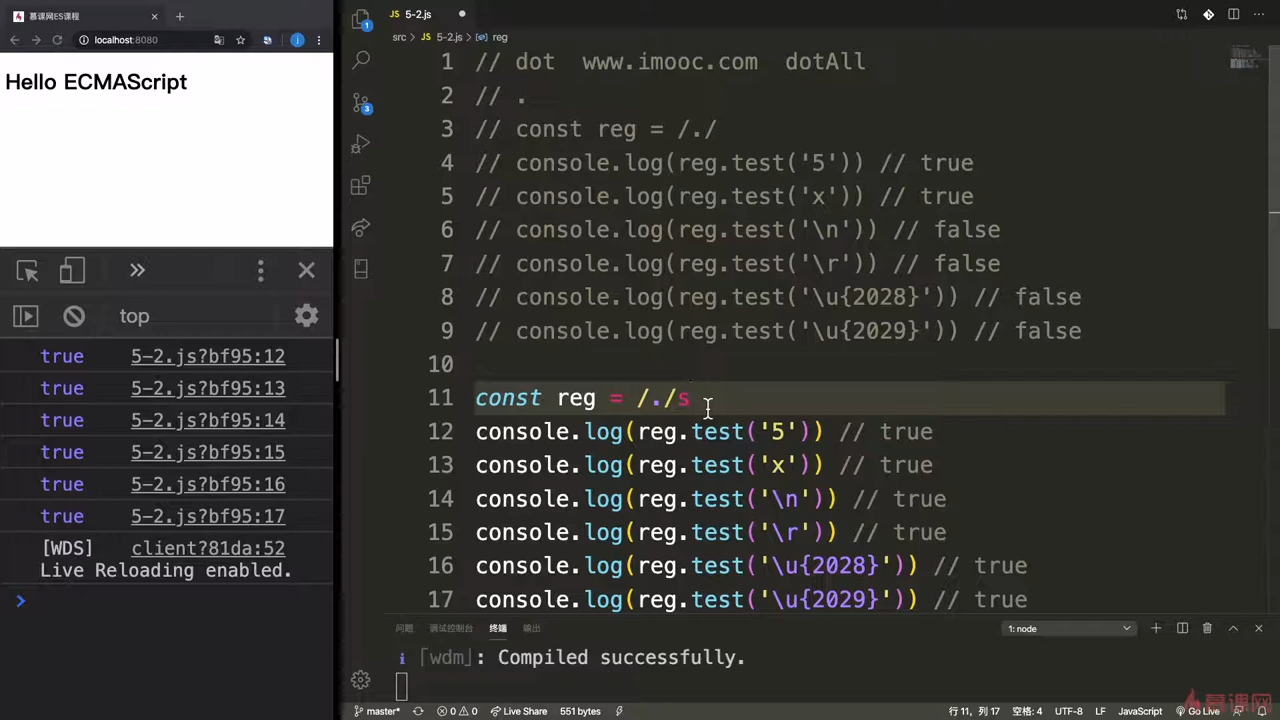 慕课网ES课程
localhost:8080
Hello ECMAScript
top
true 5-2.js?bf95:12
true 5-2.js?bf95:13
true 5-2.js?bf95:14
true 5-2.js?bf95:15
true 5-2.js?bf95:16
true 5-2.js?bf95:17
[WDS] client?81da:52
Live Reloading enabled.
JS 5-2.js
src > JS 5-2.js > reg
1 // dot  www.imooc.com  dotAll
2 // .
3 // const reg = /./
4 // console.log(reg.test('5')) // true
5 // console.log(reg.test('x')) // true
6 // console.log(reg.test('\n')) // false
7 // console.log(reg.test('\r')) // false
8 // console.log(reg.test('\u{2028}')) // false
9 // console.log(reg.test('\u{2029}')) // false
10
11 const reg = /./s
12 console.log(reg.test('5')) // true
13 console.log(reg.test('x')) // true
14 console.log(reg.test('\n')) // true
15 console.log(reg.test('\r')) // true
16 console.log(reg.test('\u{2028}')) // true
17 console.log(reg.test('\u{2029}')) // true
问题 调试控制台 终端 输出 1: node
i ｢wdm｣: Compiled successfully.
master* 0 0 Live Share 551 bytes 行 11, 列 17 空格: 4 UTF-8 LF JavaScript Go Live
慕课网